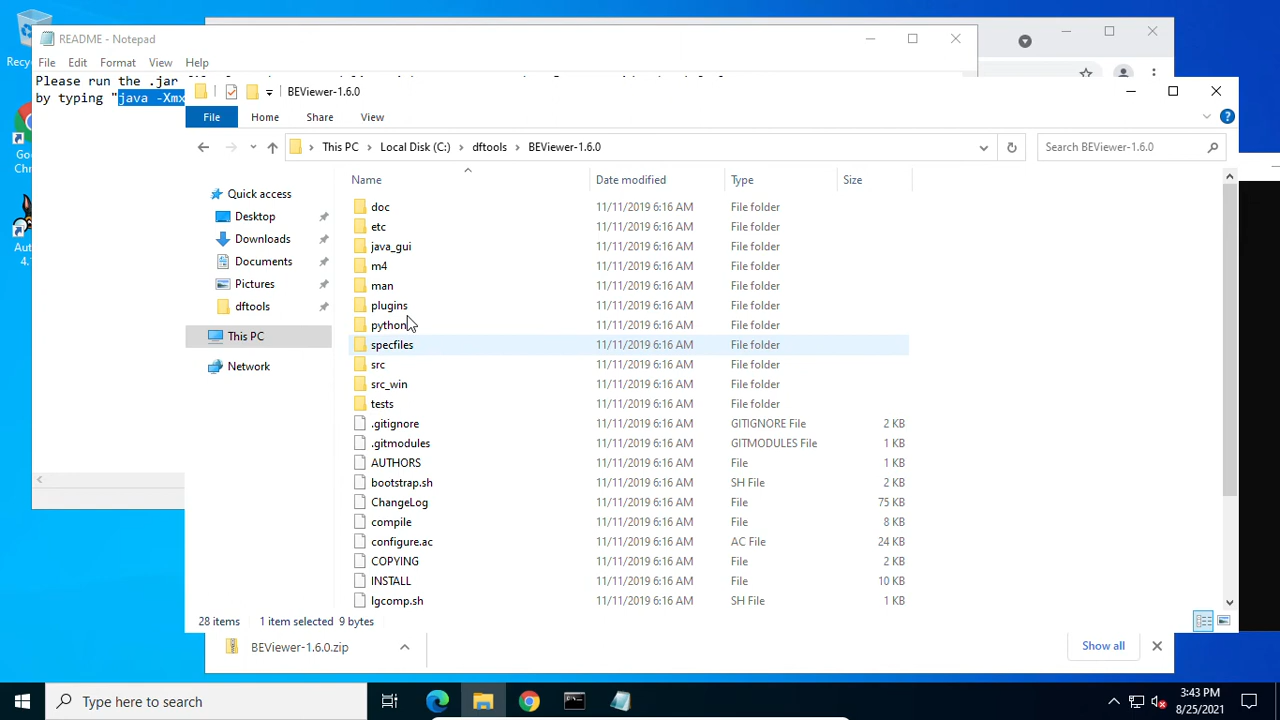 README - Notepad
File Edit Format View Help
Please run the .jar
by typing "java -Xmx
BEViewer-1.6.0
File Home Share View
This PC Local Disk (C:) dftools BEViewer-1.6.0
Search BEViewer-1.6.0
Name Date modified Type Size
Quick access
Desktop
Downloads
Documents
Pictures
dftools
This PC
Network
doc 11/11/2019 6:16 AM File folder
etc 11/11/2019 6:16 AM File folder
java_gui 11/11/2019 6:16 AM File folder
m4 11/11/2019 6:16 AM File folder
man 11/11/2019 6:16 AM File folder
plugins 11/11/2019 6:16 AM File folder
python 11/11/2019 6:16 AM File folder
specfiles 11/11/2019 6:16 AM File folder
src 11/11/2019 6:16 AM File folder
src_win 11/11/2019 6:16 AM File folder
tests 11/11/2019 6:16 AM File folder
.gitignore 11/11/2019 6:16 AM GITIGNORE File 2 KB
.gitmodules 11/11/2019 6:16 AM GITMODULES File 1 KB
AUTHORS 11/11/2019 6:16 AM File 1 KB
bootstrap.sh 11/11/2019 6:16 AM SH File 2 KB
ChangeLog 11/11/2019 6:16 AM File 75 KB
compile 11/11/2019 6:16 AM File 8 KB
configure.ac 11/11/2019 6:16 AM AC File 24 KB
COPYING 11/11/2019 6:16 AM File 2 KB
INSTALL 11/11/2019 6:16 AM File 10 KB
lgcomp.sh 11/11/2019 6:16 AM SH File 1 KB
28 items 1 item selected 9 bytes
BEViewer-1.6.0.zip
Show all
Type here to search
3:43 PM
8/25/2021